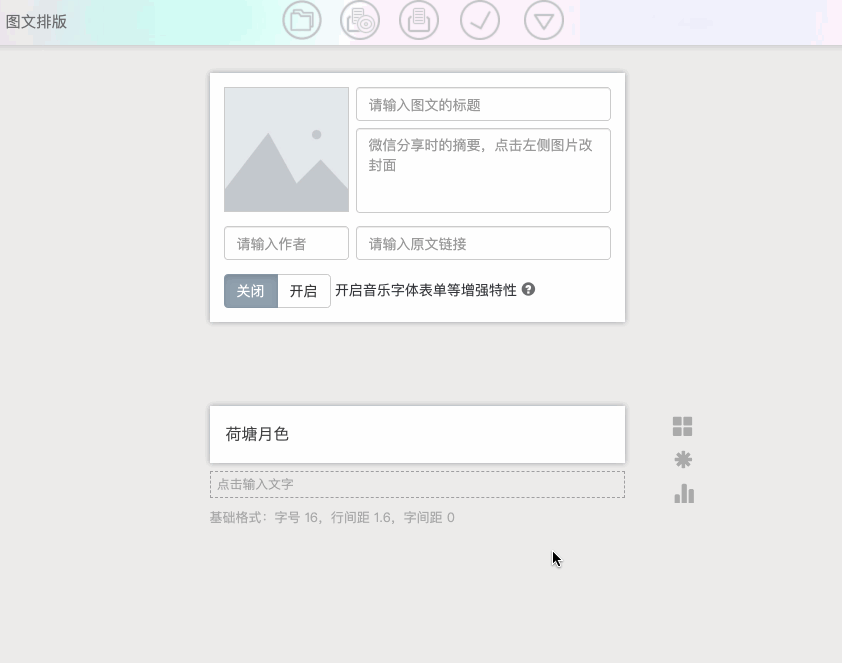 图文排版
请输入图文的标题
微信分享时的摘要，点击左侧图片改
封面
请输入作者
请输入原文链接
关闭 开启 开启音乐字体表单等增强特性
荷塘月色
点击输入文字
基础格式：字号 16，行间距 1.6，字间距 0